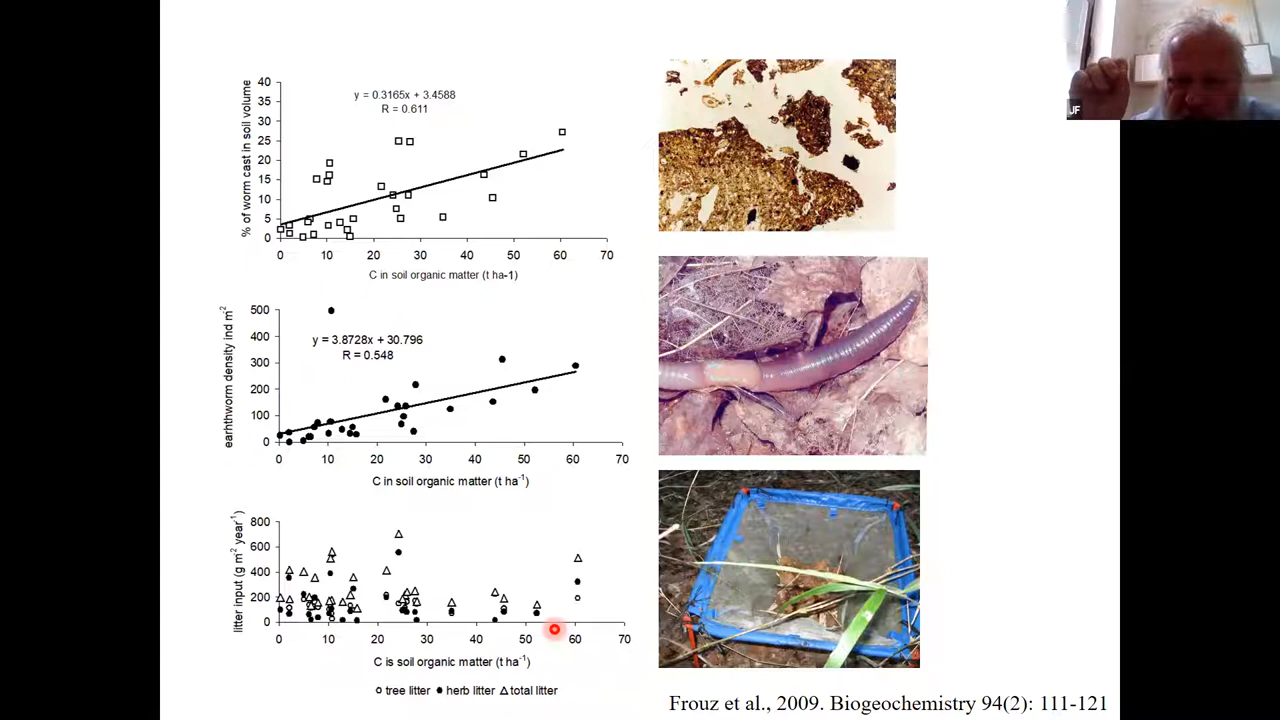 JF
y = 0.3165x + 3.4588
R = 0.611
% of worm cast in soil volume
40
35
30
25
20
15
10
5
0
0 10 20 30 40 50 60 70
C in soil organic matter (t ha-1)
y = 3.8728x + 30.796
R = 0.548
earhthworm density ind m²
500
400
300
200
100
0
0 10 20 30 40 50 60 70
C in soil organic matter (t ha⁻¹)
litter input (g m² year⁻¹)
800
600
400
200
0
0 10 20 30 40 50 60 70
C is soil organic matter (t ha⁻¹)
tree litter herb litter total litter
Frouz et al., 2009. Biogeochemistry 94(2): 111-121